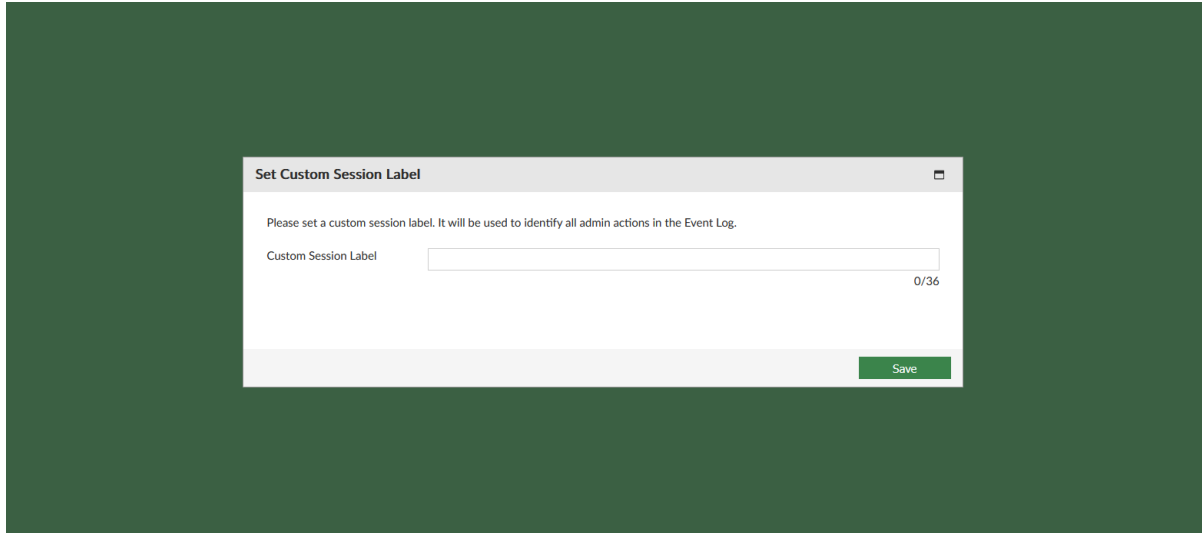 Set Custom Session Label
Please set a custom session label. It will be used to identify all admin actions in the Event Log.
Custom Session Label
0/36
Save